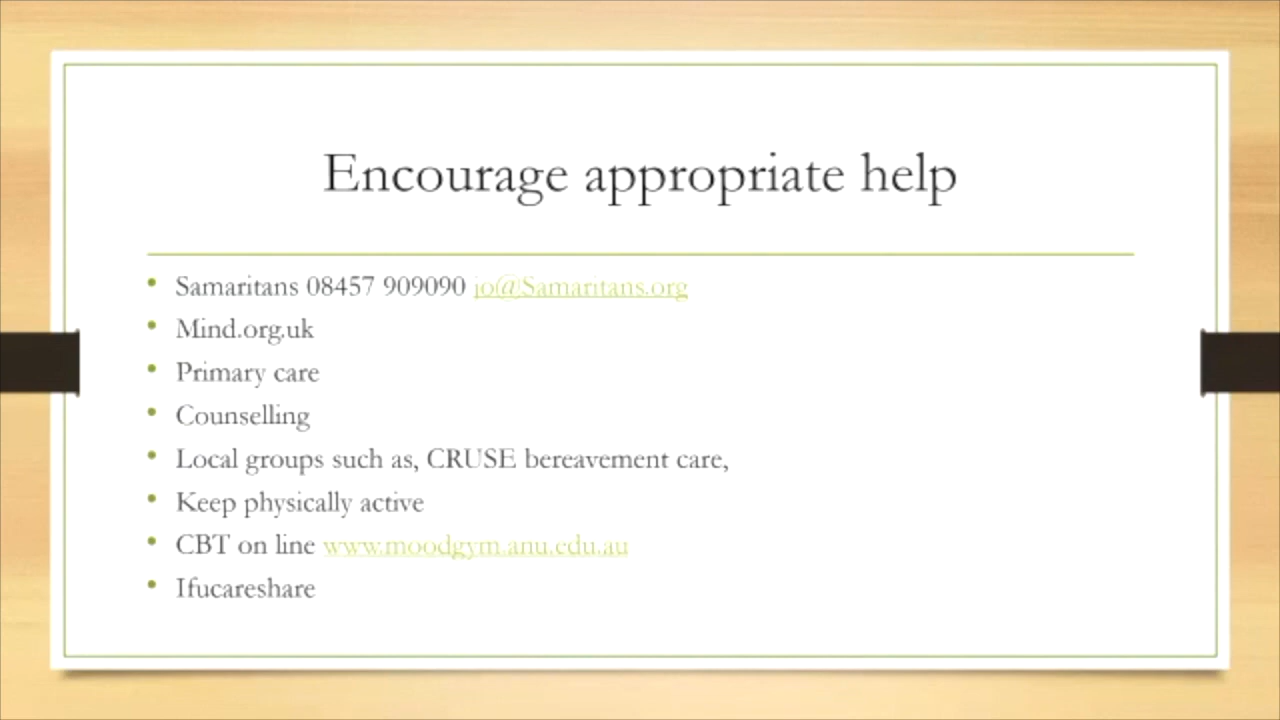 Encourage appropriate help
• Samaritans 08457 909090 jo@Samaritans.org
• Mind.org.uk
• Primary care
• Counselling
• Local groups such as, CRUSE bereavement care,
• Keep physically active
• CBT on line www.moodgym.anu.edu.au
• Ifucareshare